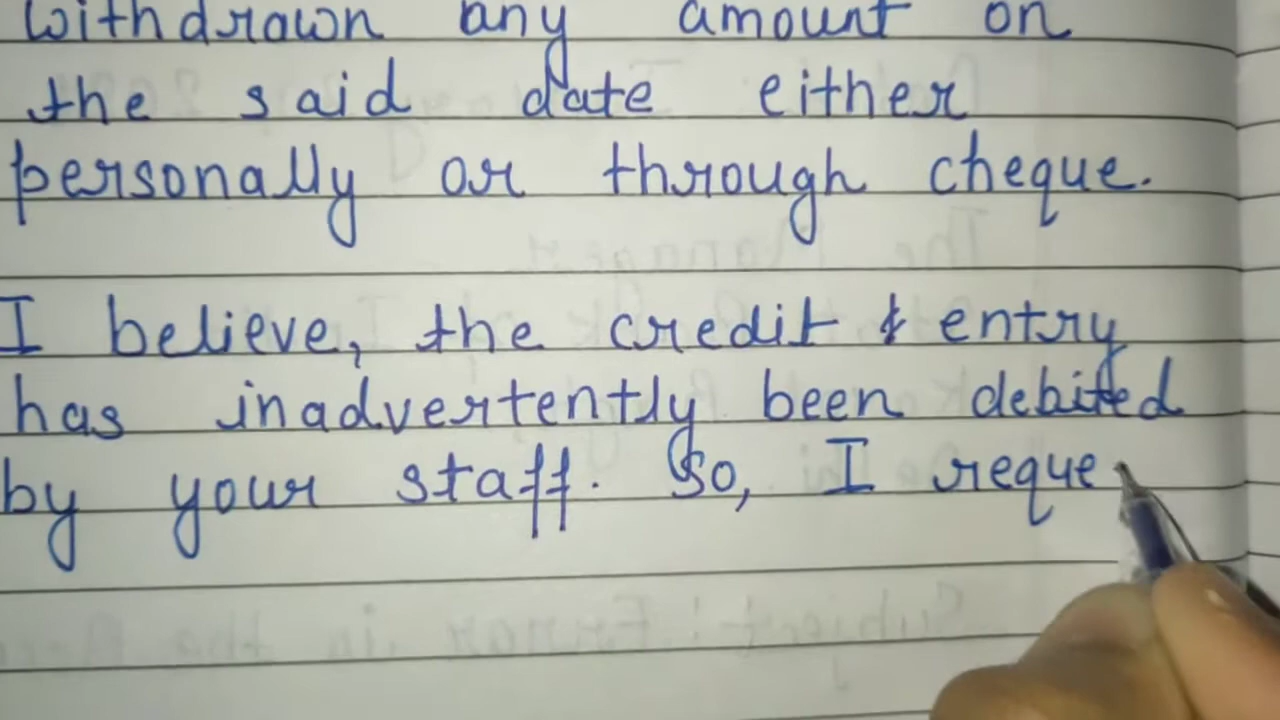 withdrawn any amount on
the said date either
personally or through cheque.
I believe, the credit & entry
has inadvertently been debited
by your staff. So, I reque